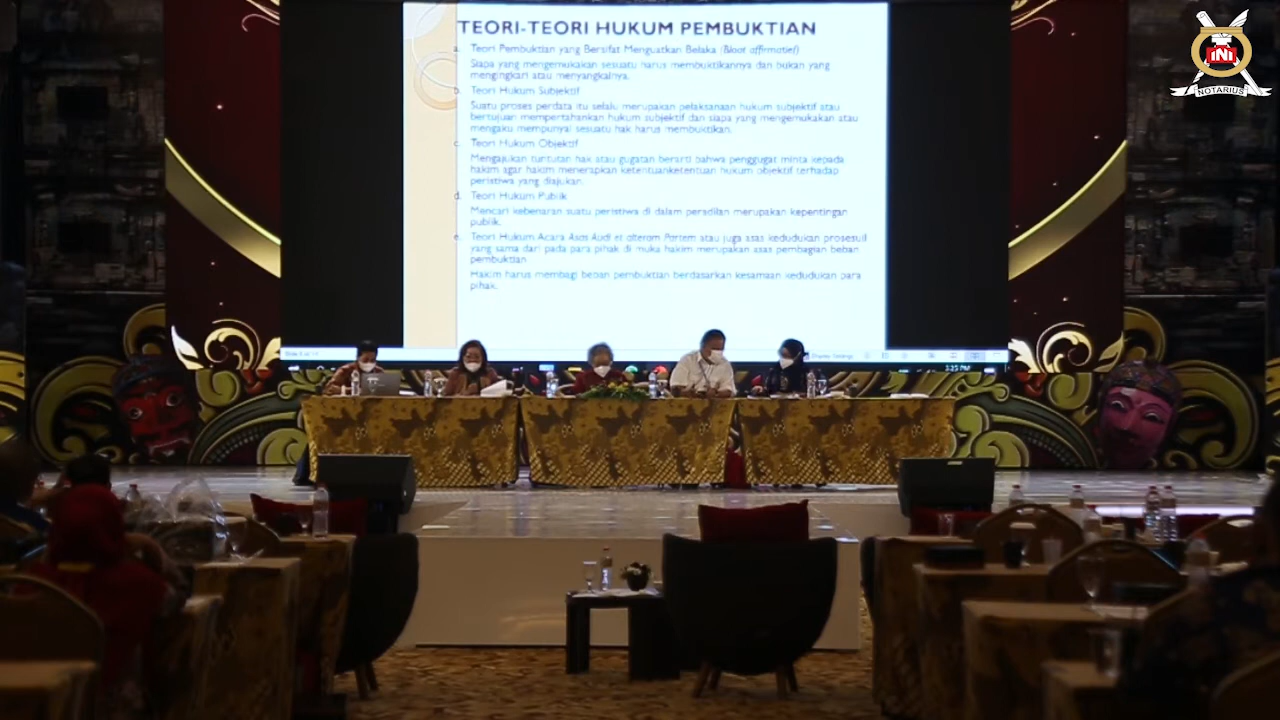 TEORI-TEORI HUKUM PEMBUKTIAN
a. Teori Pembuktian yang Bersifat Menguatkan Belaka (Bloot affirmatief)
Siapa yang mengemukakan sesuatu harus membuktikannya dan bukan yang
mengingkari atau menyangkalnya.
b. Teori Hukum Subjektif
Suatu proses perdata itu selalu merupakan pelaksanaan hukum subjektif atau
bertujuan mempertahankan hukum subjektif dan siapa yang mengemukakan atau
mengaku mempunyai sesuatu hak harus membuktikan.
c. Teori Hukum Objektif
Mengajukan tuntutan hak atau gugatan berarti bahwa penggugat minta kepada
hakim agar hakim menerapkan ketentuanketentuan hukum objektif terhadap
peristiwa yang diajukan.
d. Teori Hukum Publik
Mencari kebenaran suatu peristiwa di dalam peradilan merupakan kepentingan
publik.
e. Teori Hukum Acara Asas Audi et alteram Partem atau juga asas kedudukan prosesuil
yang sama dari pada para pihak di muka hakim merupakan asas pembagian beban
pembuktian
Hakim harus membagi beban pembuktian berdasarkan kesamaan kedudukan para
pihak.
Display Settings
3:25 PM
INI
NOTARIUS